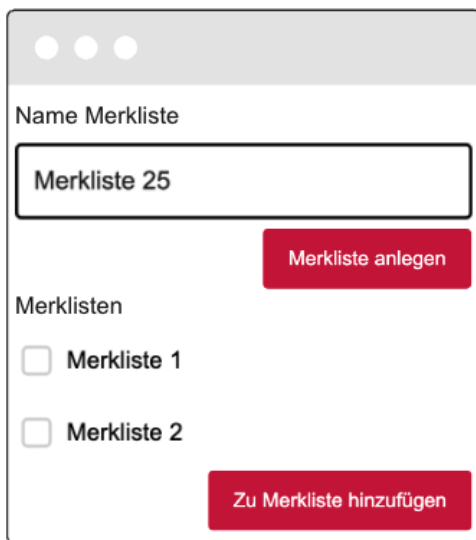 Name Merkliste
Merkliste 25
Merkliste anlegen
Merklisten
Merkliste 1
Merkliste 2
Zu Merkliste hinzufügen